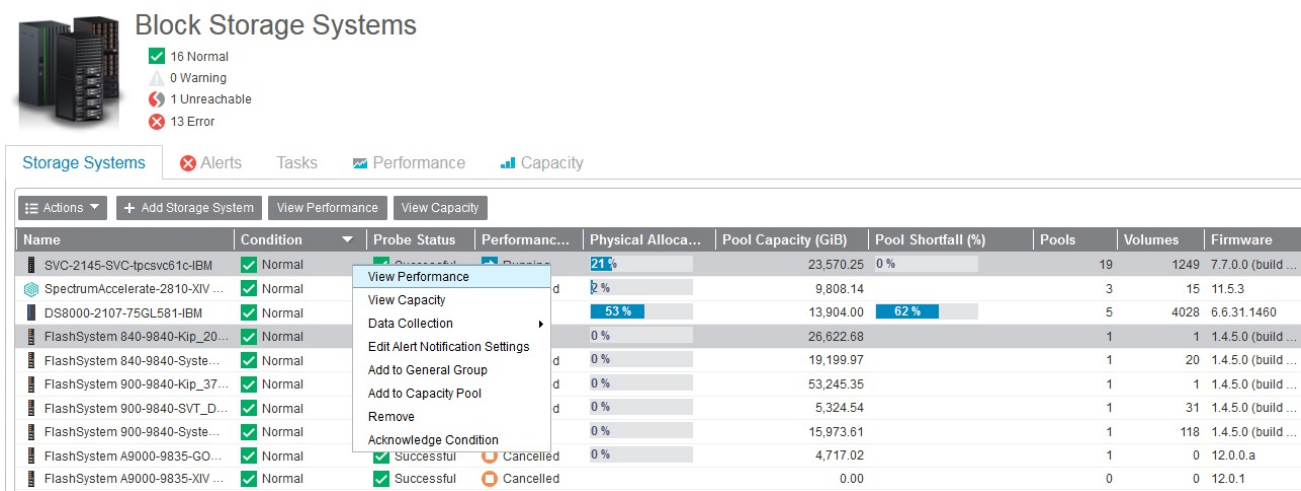 Block Storage Systems
16 Normal
0 Warning
1 Unreachable
13 Error
Storage Systems Alerts Tasks Performance Capacity
Actions + Add Storage System View Performance View Capacity
Name Condition Probe Status Performanc... Physical Alloca... Pool Capacity (GiB) Pool Shortfall (%) Pools Volumes Firmware
SVC-2145-SVC-tpcsvc61c-IBM Normal Successful Running 21 % 23,570.25 0 % 19 1249 7.7.0.0 (build ...
View Performance
SpectrumAccelerate-2810-XIV ... Normal d 2 % 9,808.14 3 15 11.5.3
View Capacity
DS8000-2107-75GL581-IBM Normal 53 % 13,904.00 62 % 5 4028 6.6.31.1460
Data Collection
FlashSystem 840-9840-Kip_20... Normal 0 % 26,622.68 1 1 1.4.5.0 (build ...
Edit Alert Notification Settings
FlashSystem 840-9840-Syste... Normal d 0 % 19,199.97 1 20 1.4.5.0 (build ...
Add to General Group
FlashSystem 900-9840-Kip_37... Normal d 0 % 53,245.35 1 1 1.4.5.0 (build ...
Add to Capacity Pool
FlashSystem 900-9840-SVT_D... Normal d 0 % 5,324.54 1 31 1.4.5.0 (build ...
Remove
FlashSystem 900-9840-Syste... Normal 0 % 15,973.61 1 118 1.4.5.0 (build ...
Acknowledge Condition
FlashSystem A9000-9835-GO... Normal Successful Cancelled 0 % 4,717.02 1 0 12.0.0.a
FlashSystem A9000-9835-XIV ... Normal Successful Cancelled 0.00 0 0 12.0.1